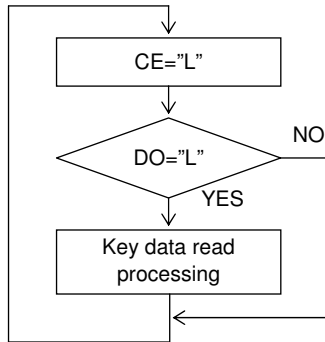 CE=”L”
DO=”L”
NO
YES
Key data read
processing